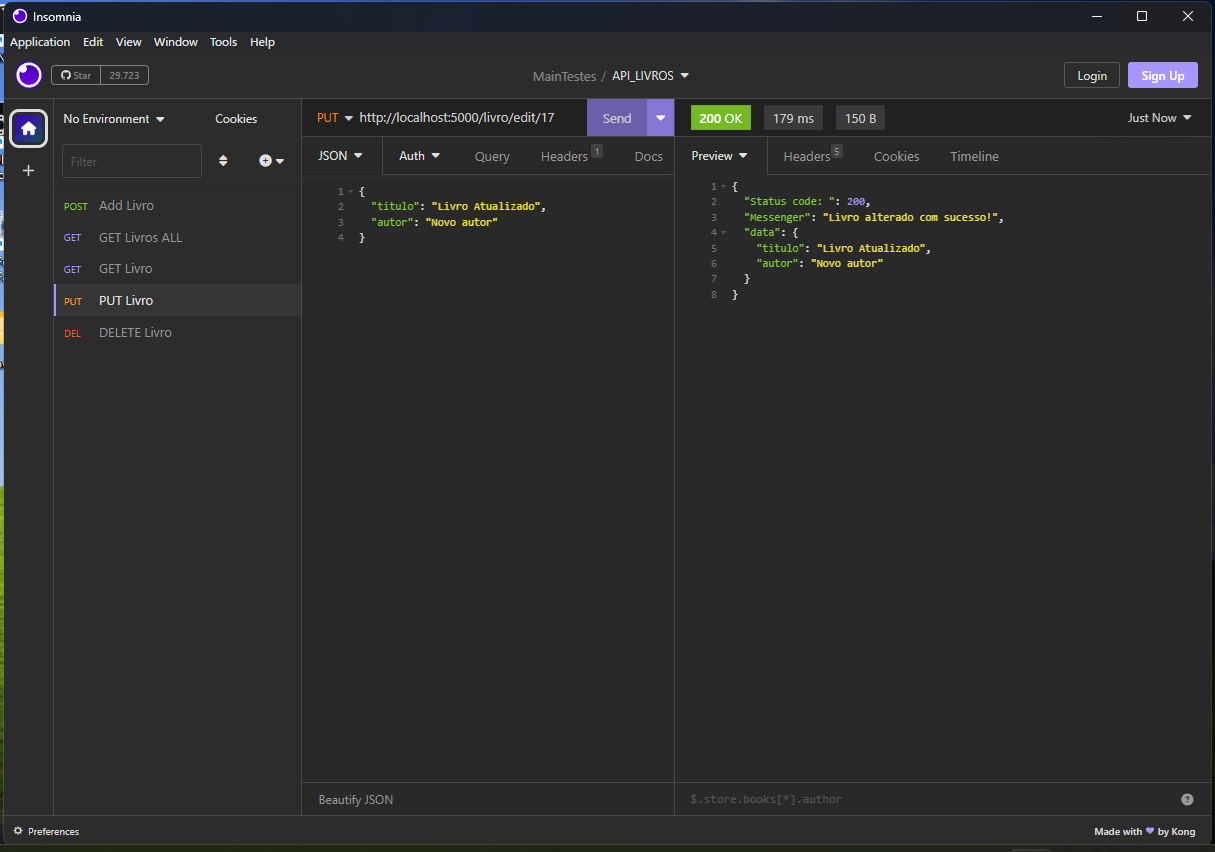 Insomnia
Application Edit View Window Tools Help
Star 29.723
MainTestes / API_LIVROS
Login
Sign Up
No Environment
Cookies
Filter
POST Add Livro
GET GET Livros ALL
GET GET Livro
PUT PUT Livro
DEL DELETE Livro
PUT http://localhost:5000/livro/edit/17
Send
JSON Auth Query Headers 1 Docs
1 {
2 "titulo": "Livro Atualizado",
3 "autor": "Novo autor"
4 }
Beautify JSON
200 OK 179 ms 150 B
Just Now
Preview Headers 5 Cookies Timeline
1 {
2 "Status code: ": 200,
3 "Messenger": "Livro alterado com sucesso!",
4 "data": {
5 "titulo": "Livro Atualizado",
6 "autor": "Novo autor"
7 }
8 }
$.store.books[*].author
?
Preferences
Made with ♥ by Kong